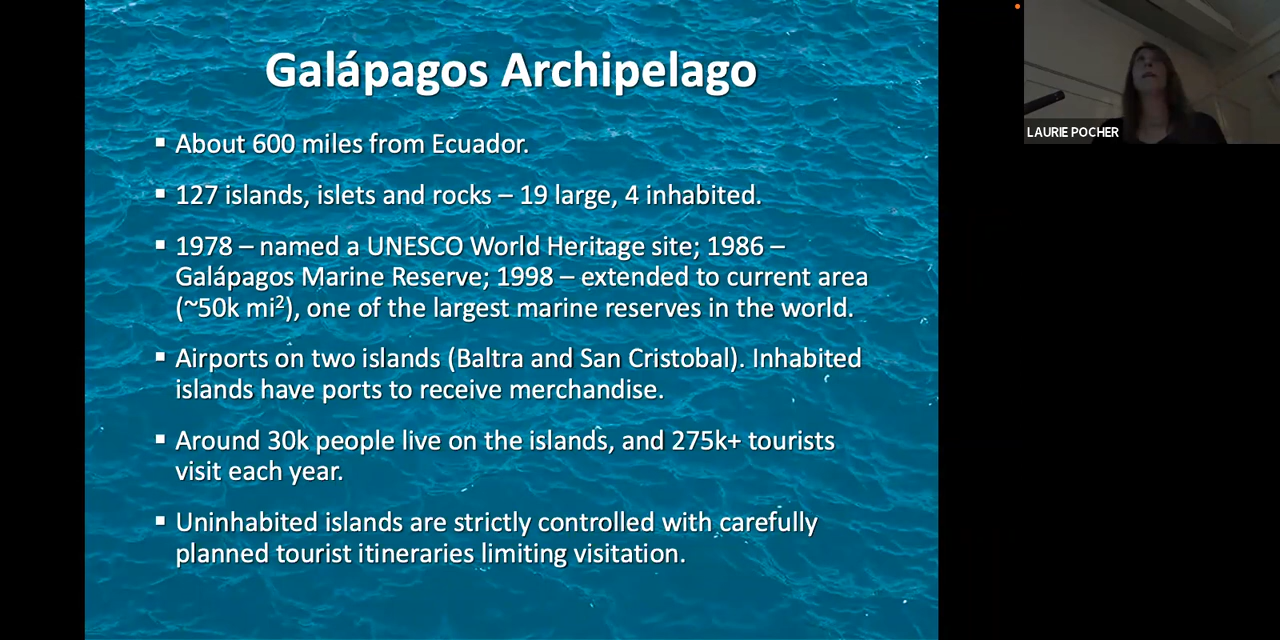 Galápagos Archipelago
▪ About 600 miles from Ecuador.
▪ 127 islands, islets and rocks – 19 large, 4 inhabited.
▪ 1978 – named a UNESCO World Heritage site; 1986 –
Galápagos Marine Reserve; 1998 – extended to current area
(~50k mi²), one of the largest marine reserves in the world.
▪ Airports on two islands (Baltra and San Cristobal). Inhabited
islands have ports to receive merchandise.
▪ Around 30k people live on the islands, and 275k+ tourists
visit each year.
▪ Uninhabited islands are strictly controlled with carefully
planned tourist itineraries limiting visitation.
LAURIE POCHER